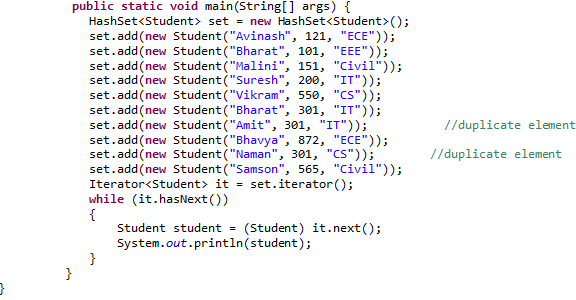 public static void main(String[] args) {
HashSet<Student> set = new HashSet<Student>();
set.add(new Student("Avinash", 121, "ECE"));
set.add(new Student("Bharat", 101, "EEE"));
set.add(new Student("Malini", 151, "Civil"));
set.add(new Student("Suresh", 200, "IT"));
set.add(new Student("Vikram", 550, "CS"));
set.add(new Student("Bharat", 301, "IT"));
set.add(new Student("Amit", 301, "IT")); //duplicate element
set.add(new Student("Bhavya", 872, "ECE"));
set.add(new Student("Naman", 301, "CS")); //duplicate element
set.add(new Student("Samson", 565, "Civil"));
Iterator<Student> it = set.iterator();
while (it.hasNext())
{
Student student = (Student) it.next();
System.out.println(student);
}
}
}